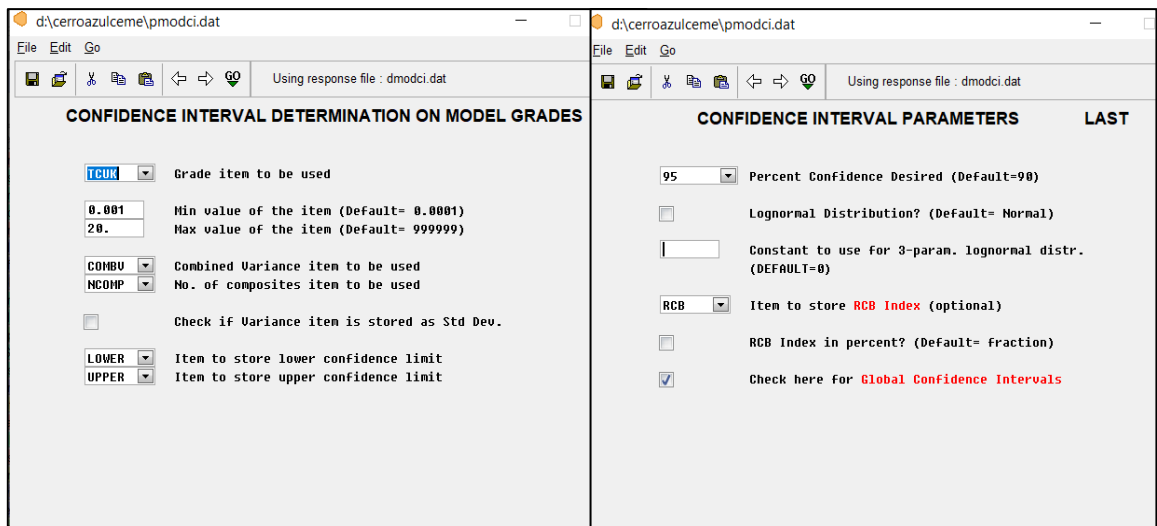 d:\cerroazulceme\pmodci.dat
File Edit Go
GO Using response file : dmodci.dat
CONFIDENCE INTERVAL DETERMINATION ON MODEL GRADES
TCUK Grade item to be used
0.001 Min value of the item (Default= 0.0001)
20. Max value of the item (Default= 999999)
COMBV Combined Variance item to be used
NCOMP No. of composites item to be used
Check if Variance item is stored as Std Dev.
LOWER Item to store lower confidence limit
UPPER Item to store upper confidence limit
d:\cerroazulceme\pmodci.dat
File Edit Go
GO Using response file : dmodci.dat
CONFIDENCE INTERVAL PARAMETERS LAST
95 Percent Confidence Desired (Default=90)
Lognormal Distribution? (Default= Normal)
Constant to use for 3-param. lognormal distr.
(DEFAULT=0)
RCB Item to store RCB Index (optional)
RCB Index in percent? (Default= fraction)
Check here for Global Confidence Intervals